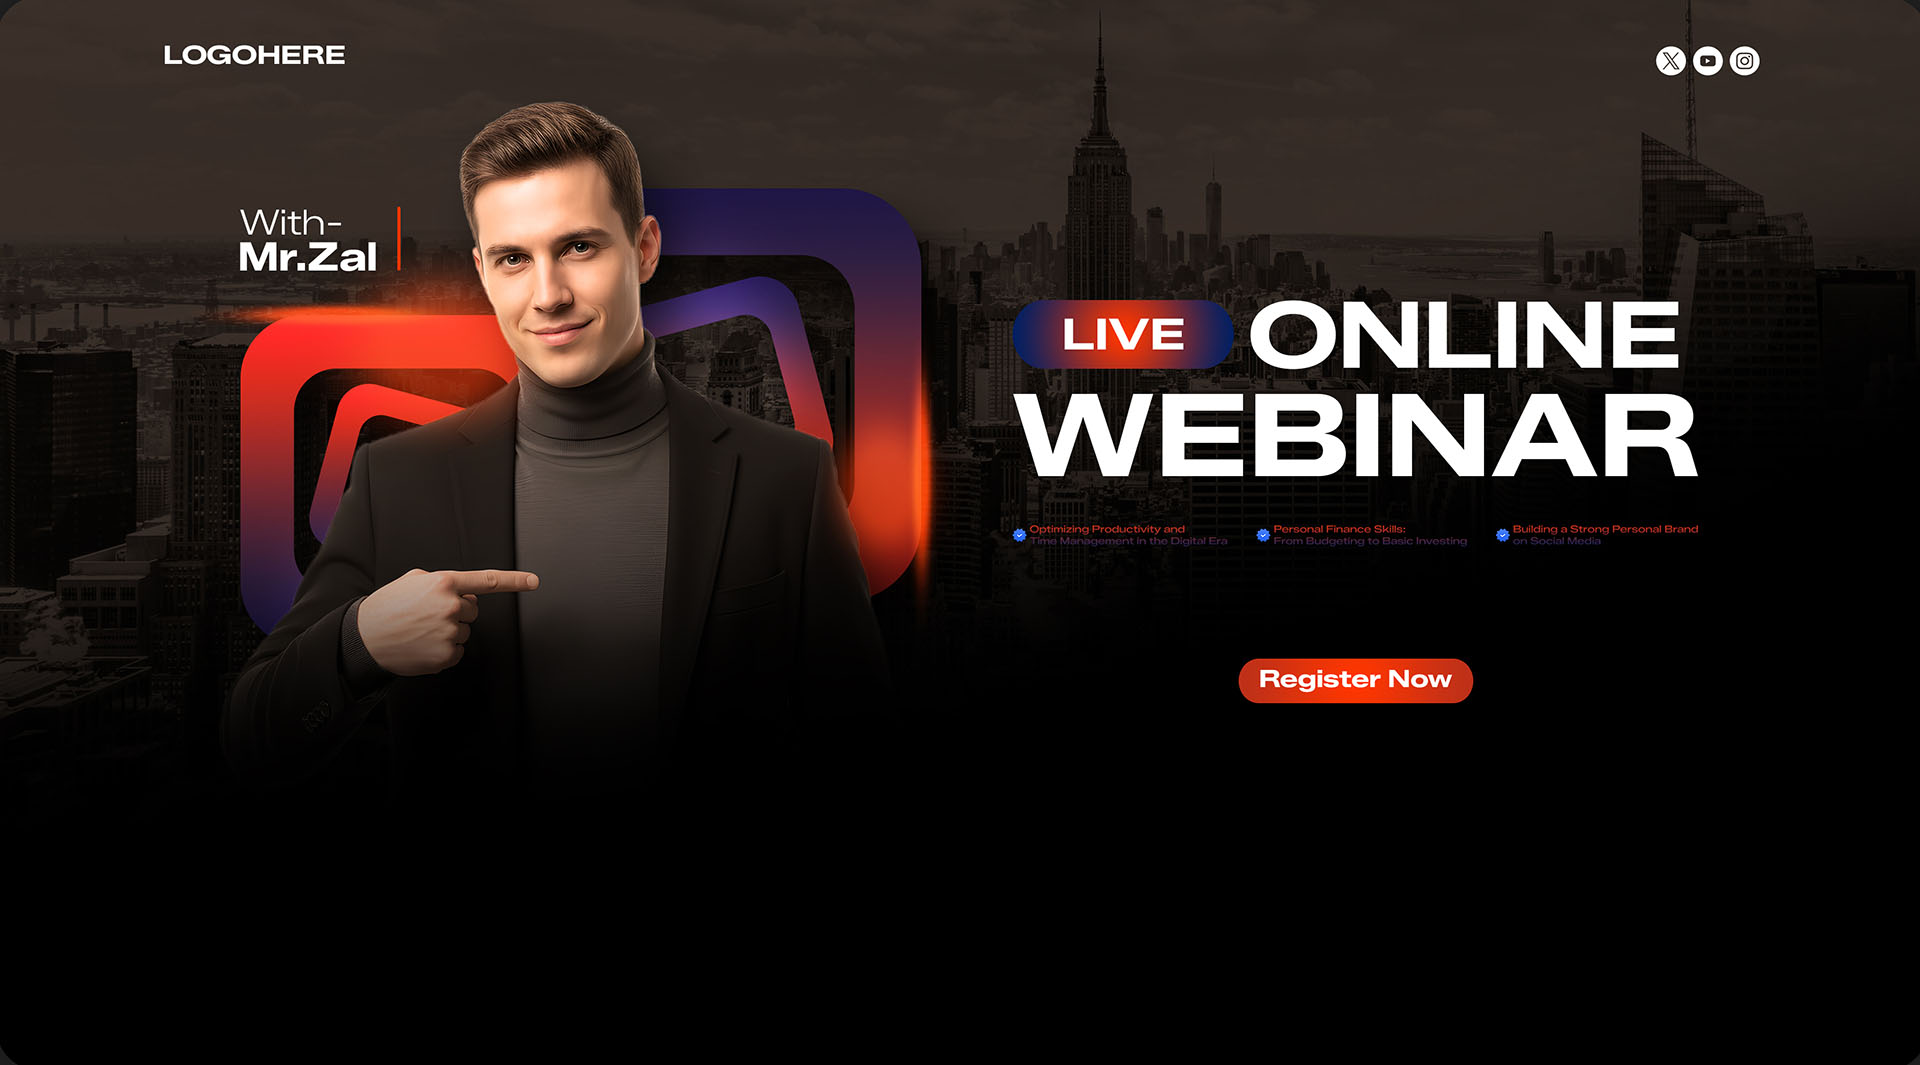 LOGOHERE
With-
Mr.Zal
LIVE ONLINE
WEBINAR
Optimizing Productivity and
Time Management in the Digital Era
Personal Finance Skills:
From Budgeting to Basic Investing
Building a Strong Personal Brand
on Social Media
Register Now